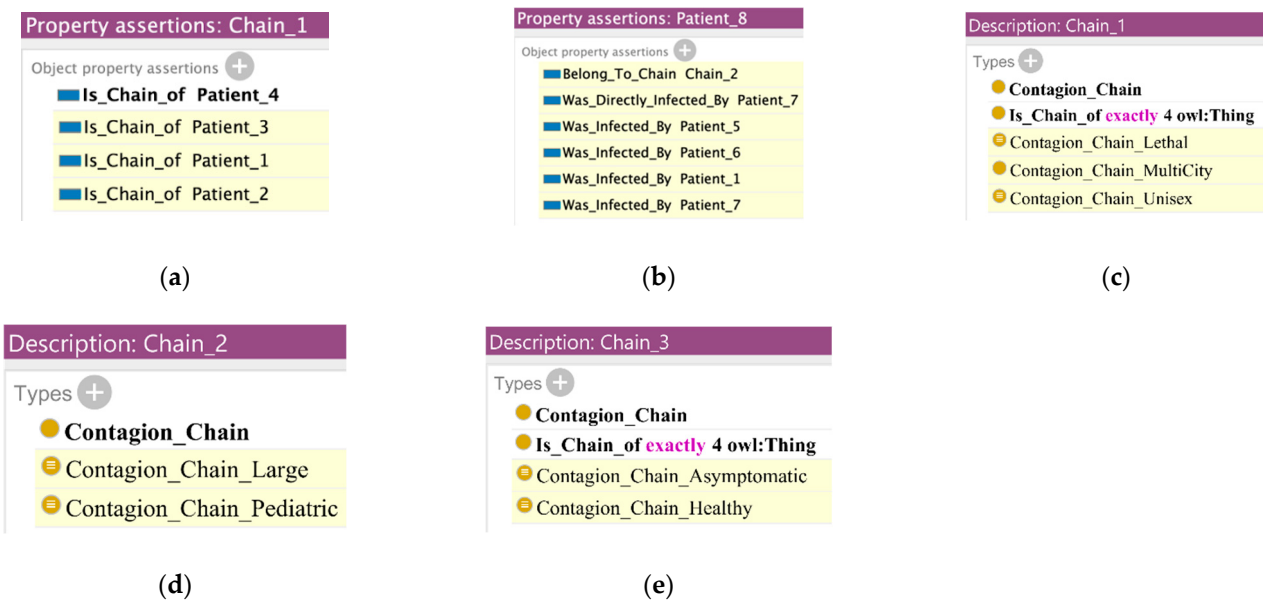 Property assertions: Chain_1
Object property assertions
Is_Chain_of Patient_4
Is_Chain_of Patient_3
Is_Chain_of Patient_1
Is_Chain_of Patient_2
(a)
Property assertions: Patient_8
Object property assertions
Belong_To_Chain Chain_2
Was_Directly_Infected_By Patient_7
Was_Infected_By Patient_5
Was_Infected_By Patient_6
Was_Infected_By Patient_1
Was_Infected_By Patient_7
(b)
Description: Chain_1
Types
Contagion_Chain
Is_Chain_of exactly 4 owl:Thing
Contagion_Chain_Lethal
Contagion_Chain_MultiCity
Contagion_Chain_Unisex
(c)
Description: Chain_2
Types
Contagion_Chain
Contagion_Chain_Large
Contagion_Chain_Pediatric
(d)
Description: Chain_3
Types
Contagion_Chain
Is_Chain_of exactly 4 owl:Thing
Contagion_Chain_Asymptomatic
Contagion_Chain_Healthy
(e)